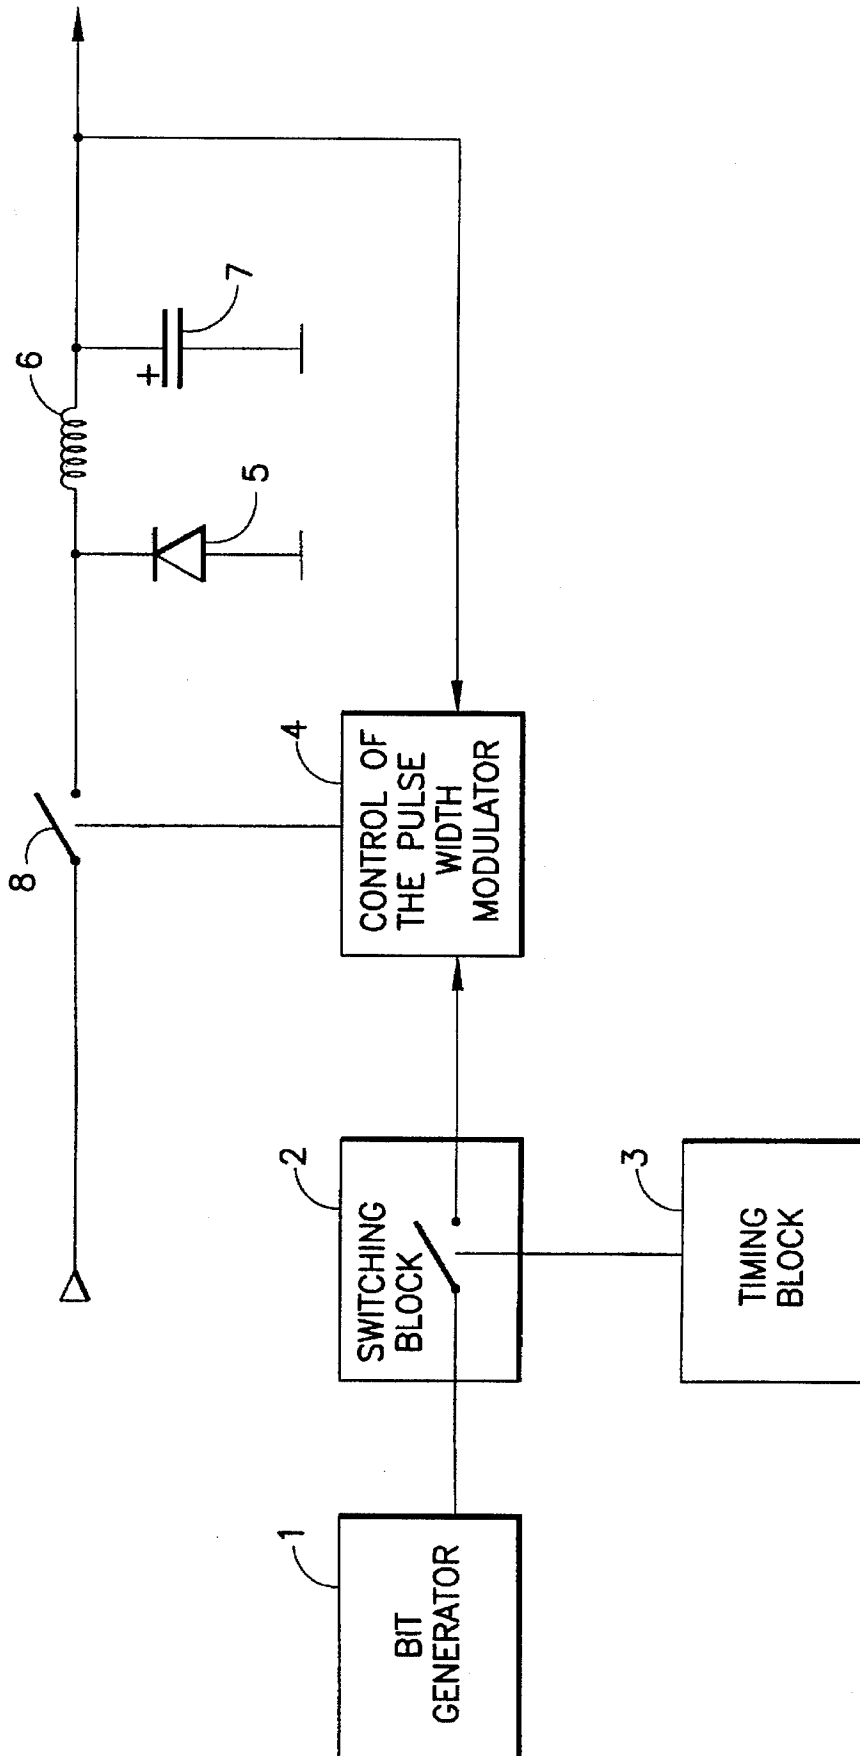 8
6
7
+
5
4
CONTROL OF
THE PULSE
WIDTH
MODULATOR
2
SWITCHING
BLOCK
1
BIT
GENERATOR
3
TIMING
BLOCK